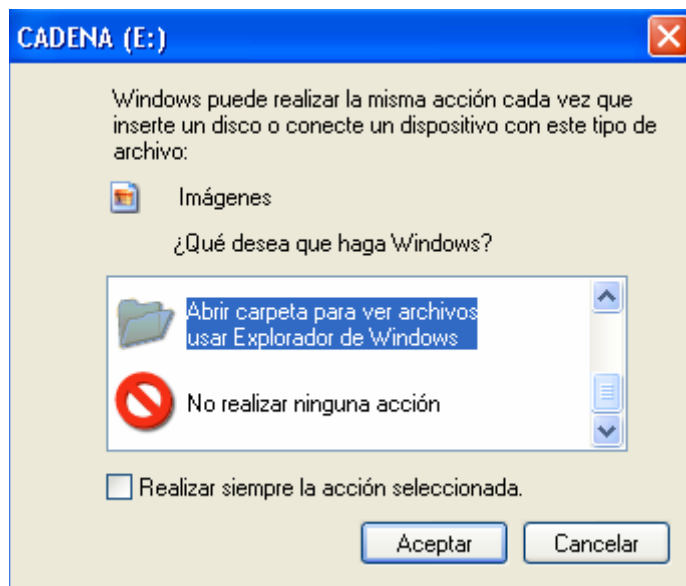 CADENA (E:)
Windows puede realizar la misma acción cada vez que
inserte un disco o conecte un dispositivo con este tipo de
archivo:
Imágenes
¿Qué desea que haga Windows?
Abrir carpeta para ver archivos
usar Explorador de Windows
No realizar ninguna acción
Realizar siempre la acción seleccionada.
Aceptar
Cancelar